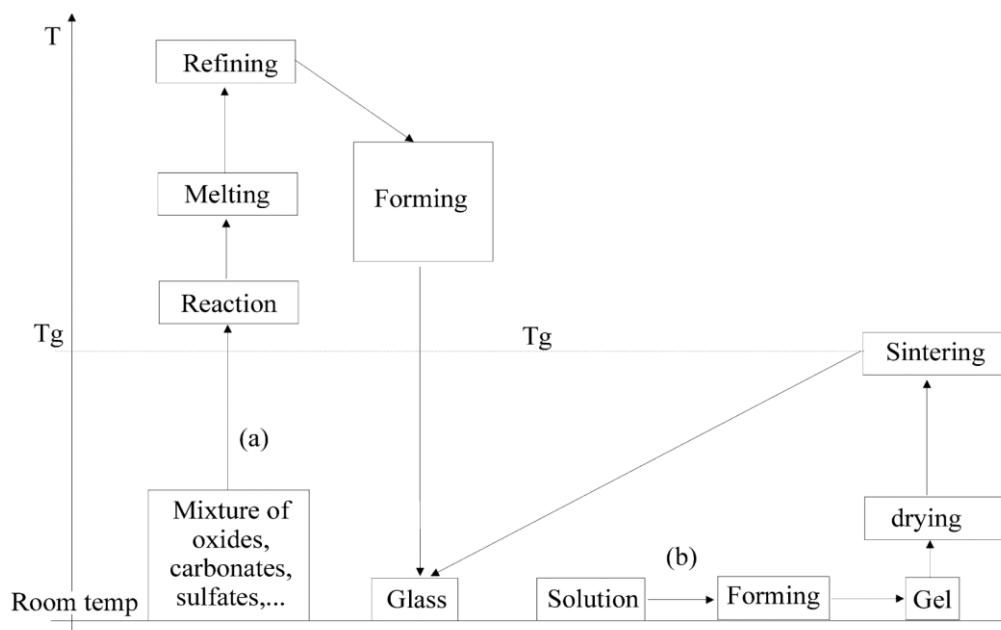 T
Refining
Melting
Forming
Reaction
Tg
Tg
Sintering
(a)
Mixture of
oxides,
carbonates,
sulfates,...
drying
(b)
Room temp
Glass
Solution
Forming
Gel